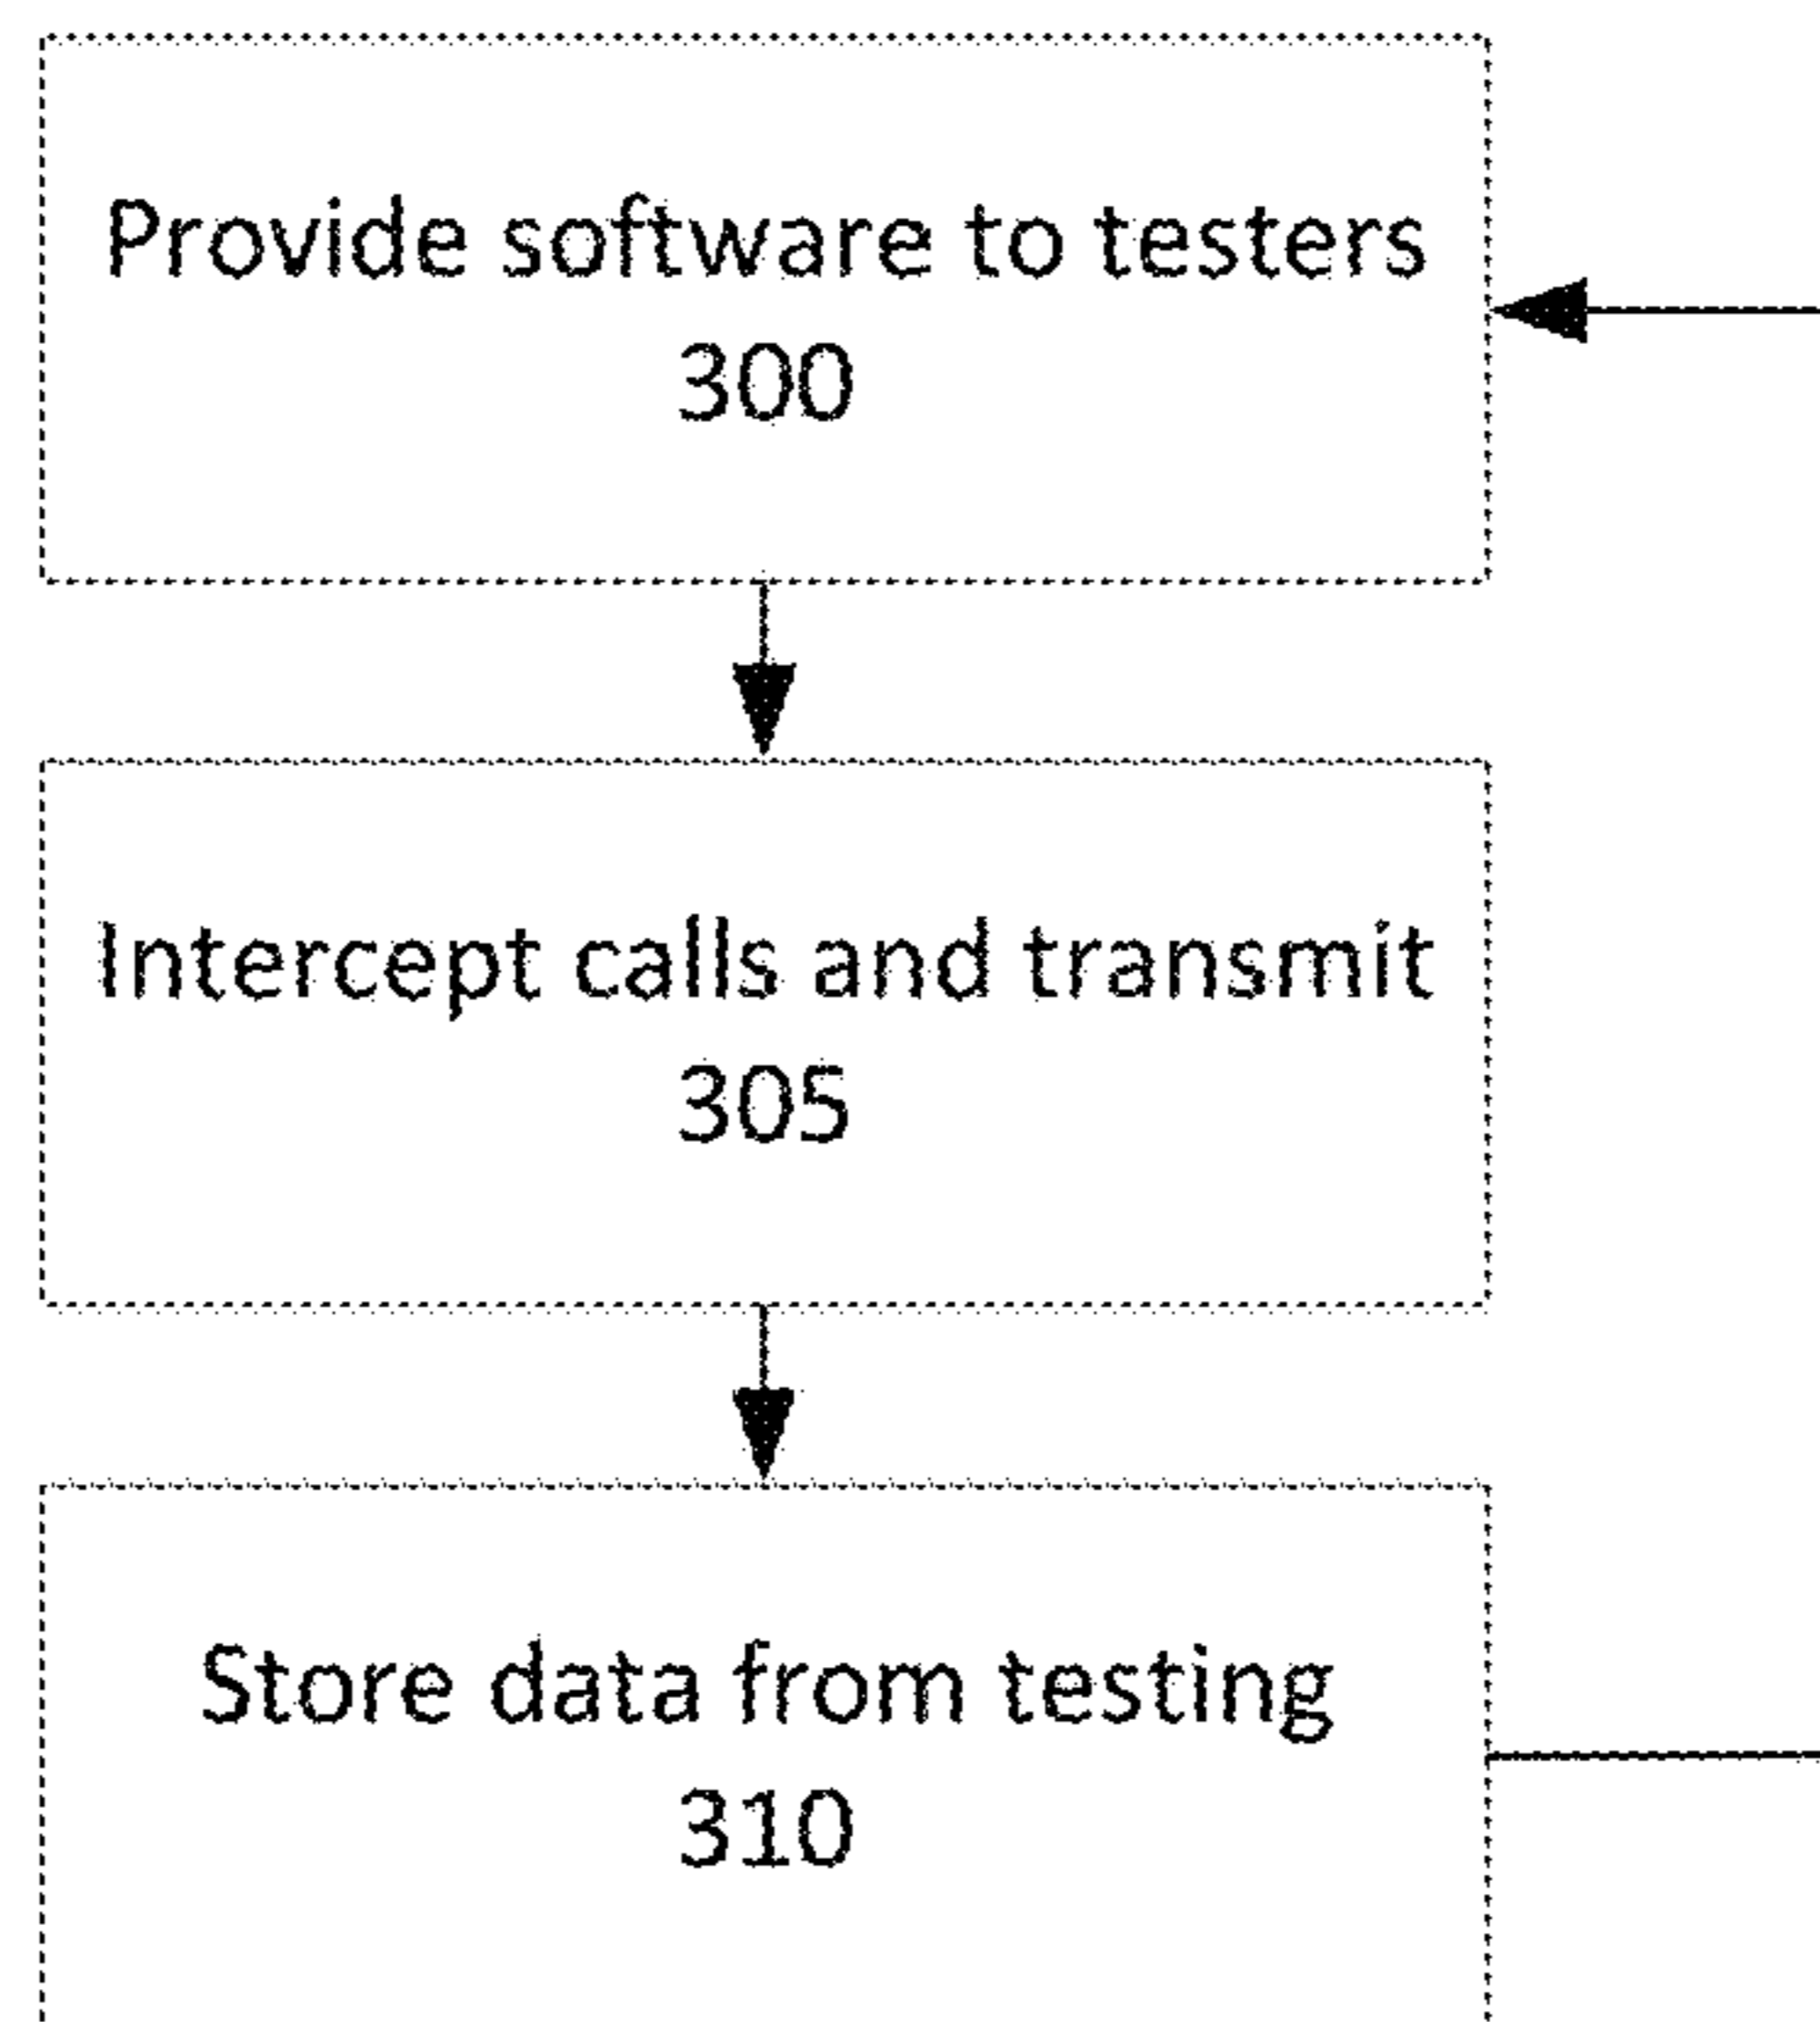 Provide software to testers
300
Intercept calls and transmit
305
Store data from testing
310